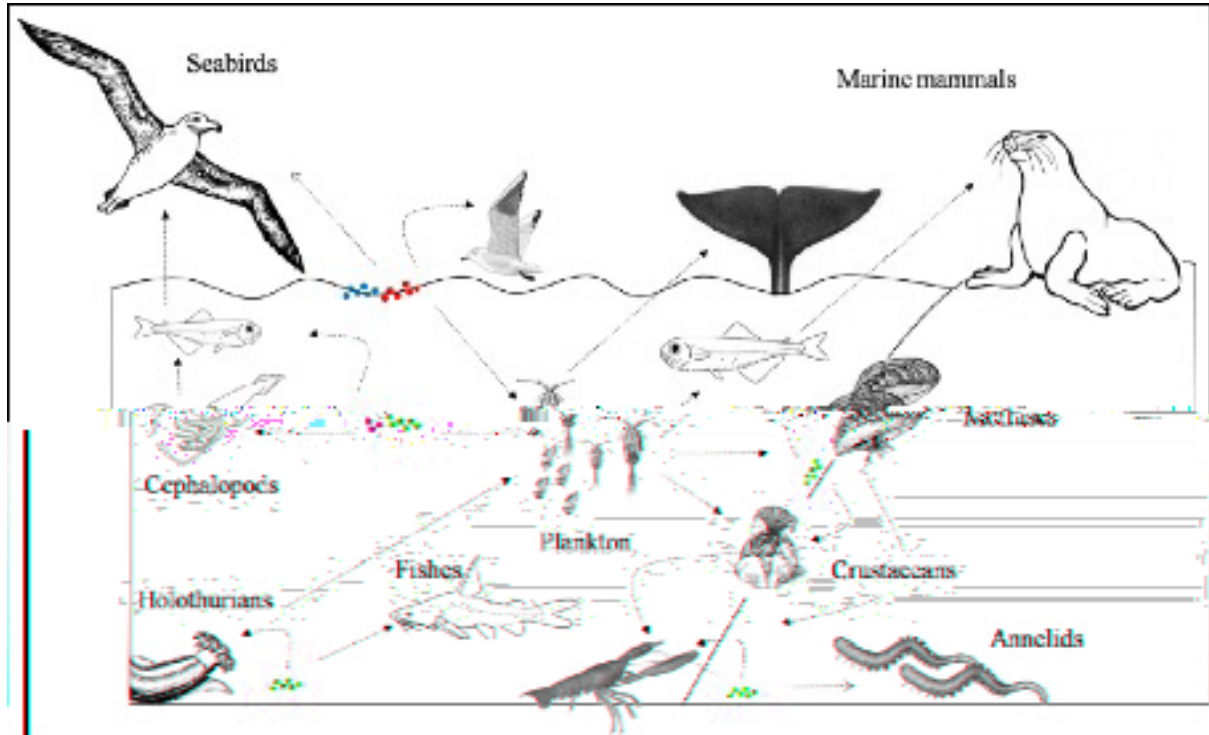 Seabirds
Marine mammals
Cephalopods
Plankton
Fishes
Crustaceans
Holothurians
Annelids